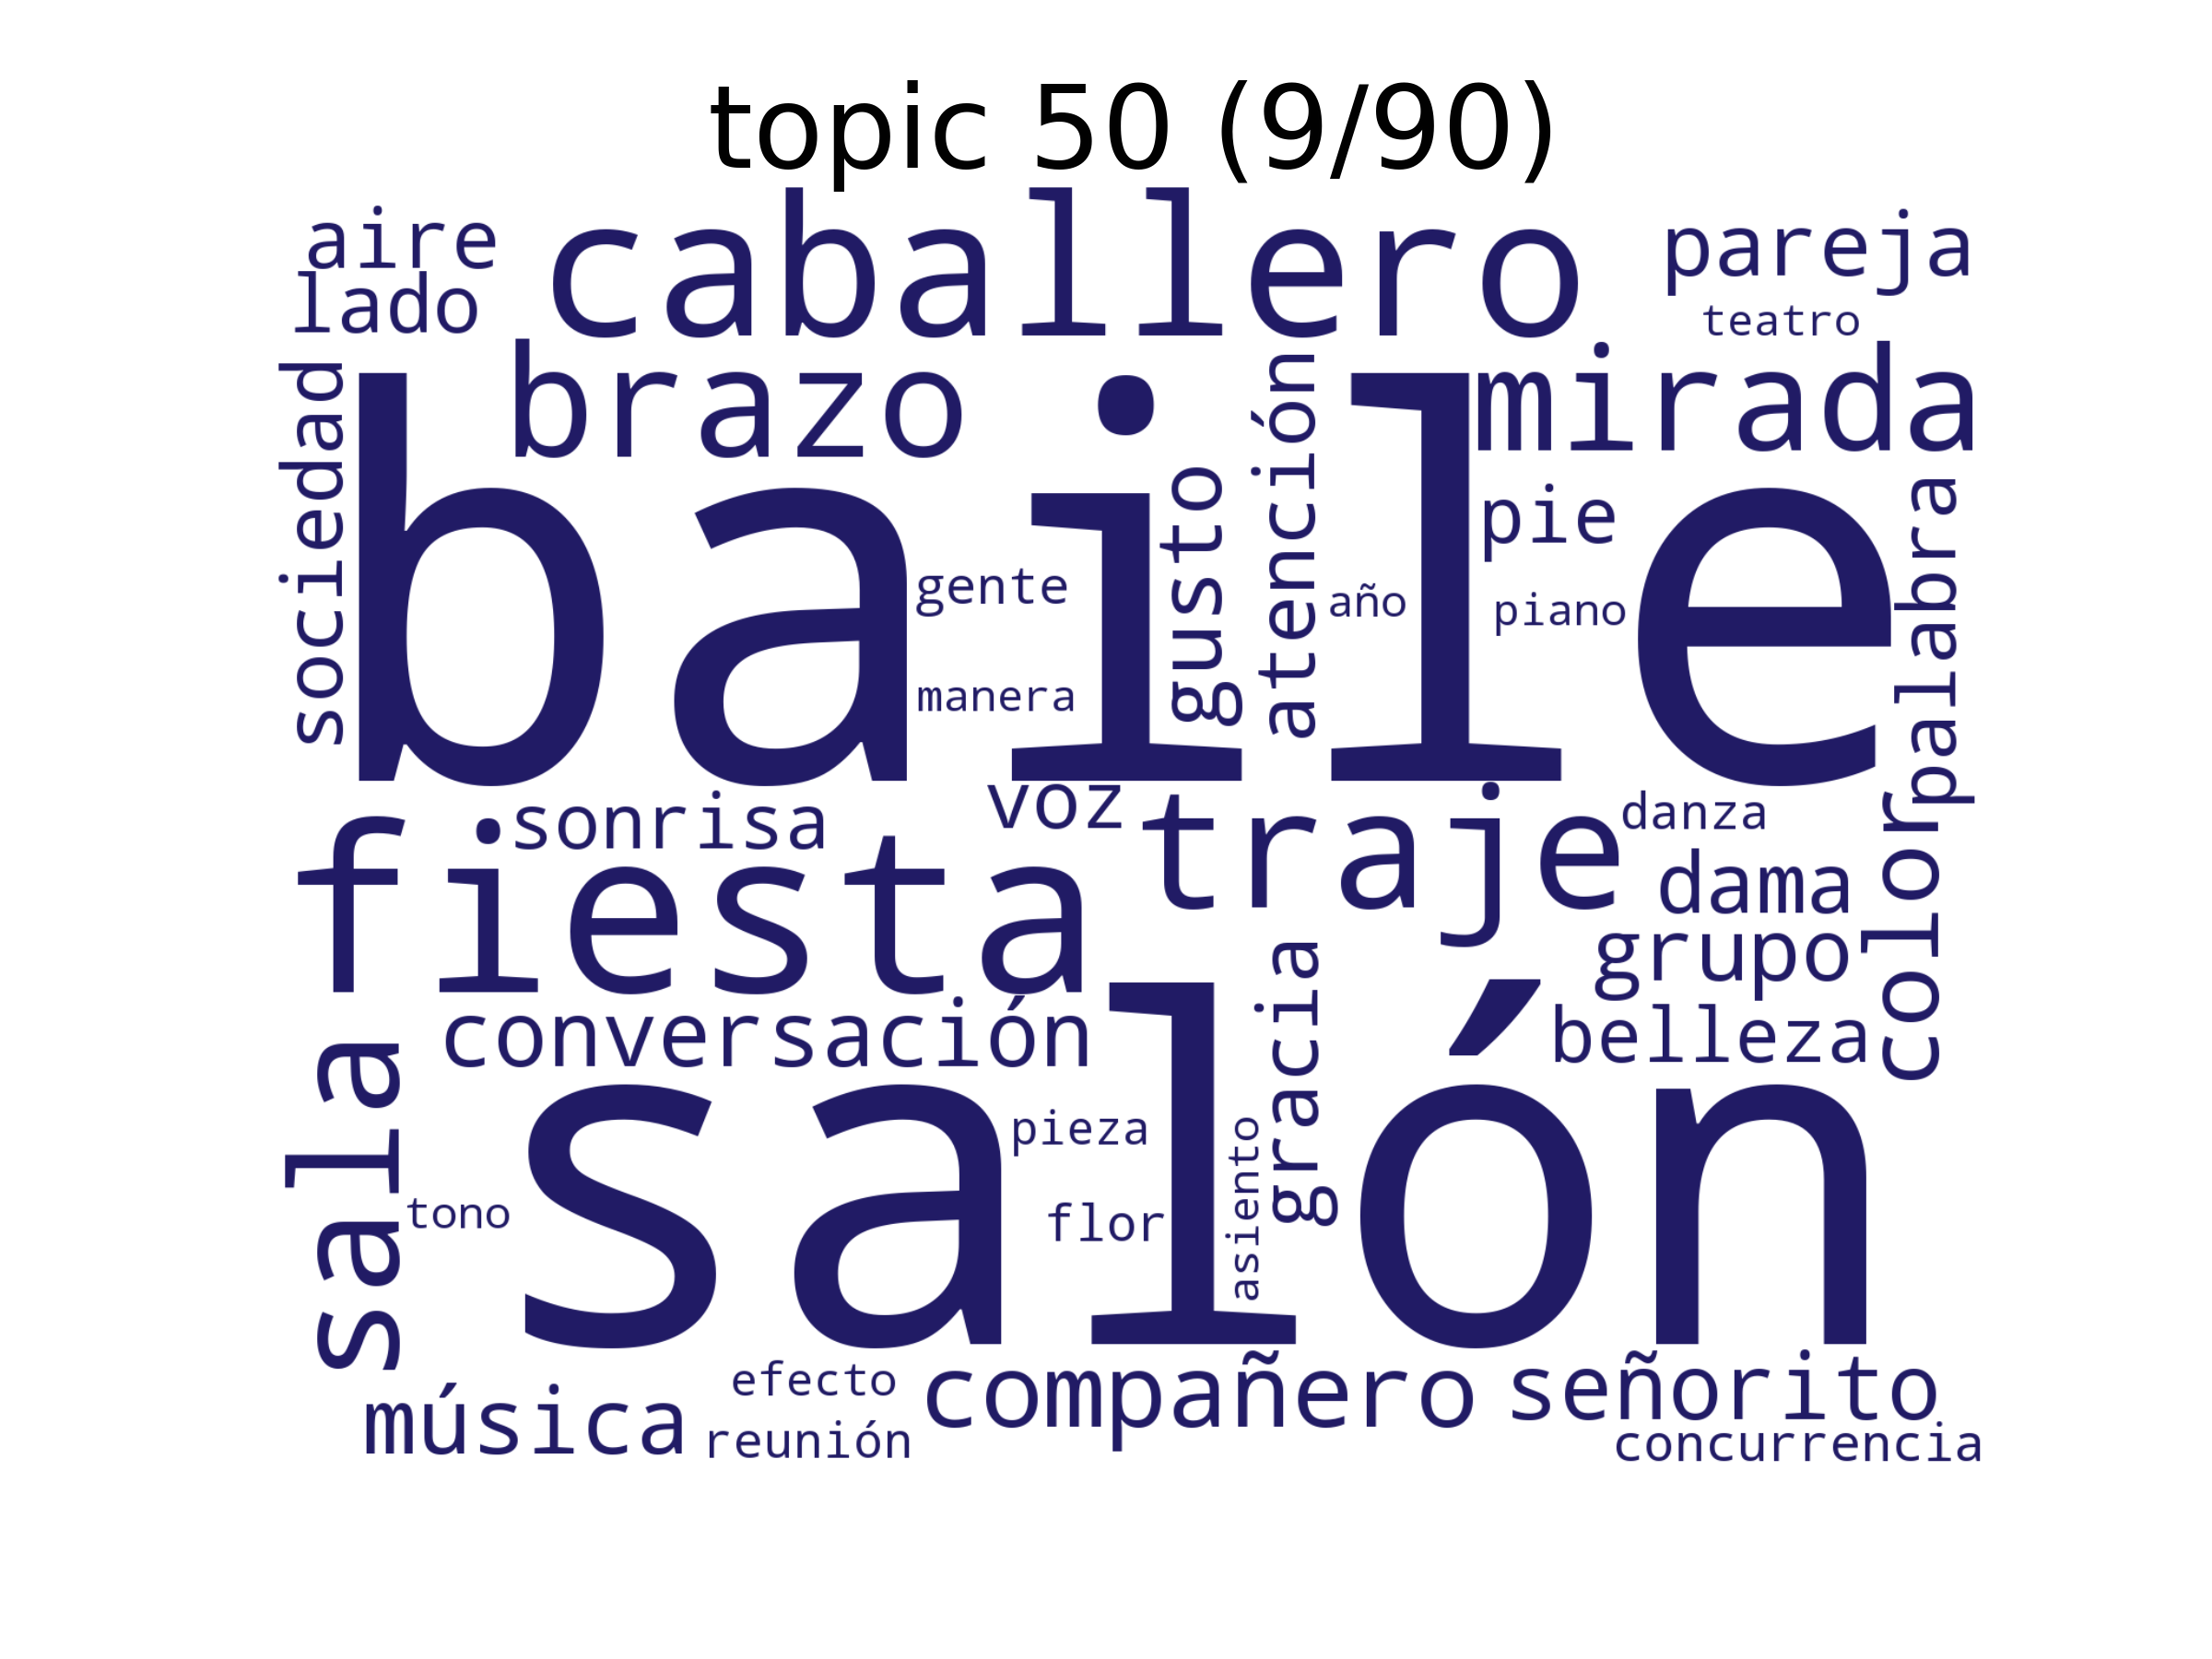 topic 50 (9/90)
aire
caballero
pareja
lado
teatro
brazo
mirada
sociedad
baile
atención
gusto
pie
palabra
gente
año
piano
manera
sonrisa
voz
traje
danza
fiesta
dama
color
grupo
conversación
gracia
belleza
sala
salón
pieza
tono
flor
asiento
música
efecto
compañero
señorito
reunión
concurrencia